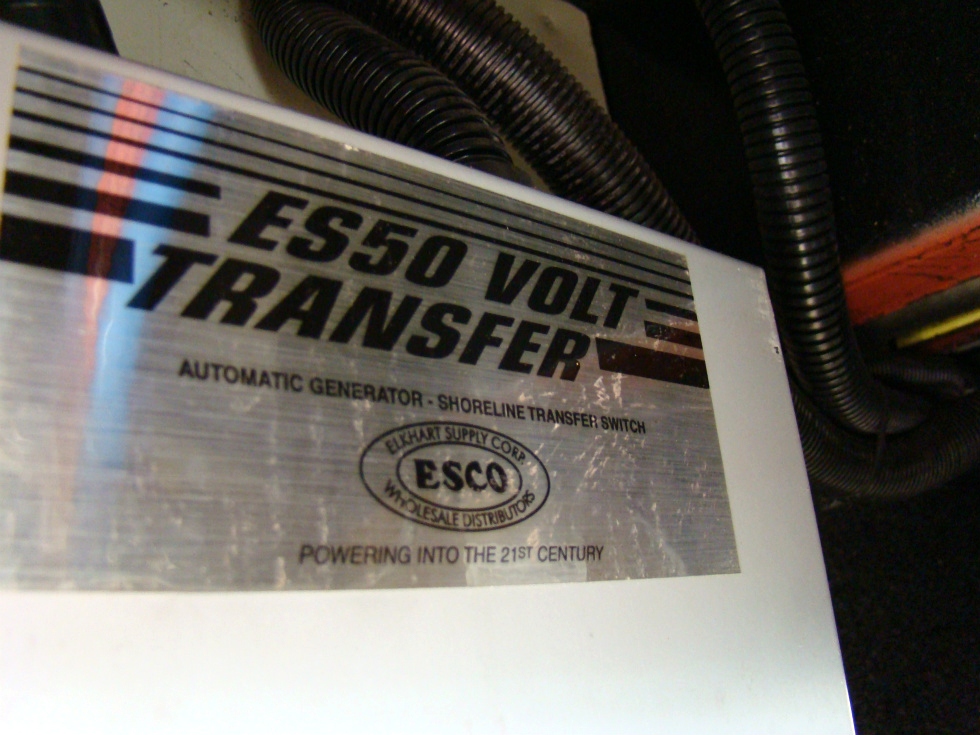 ES50 VOLT
TRANSFER
AUTOMATIC GENERATOR - SHORELINE TRANSFER SWITCH
ELKHART SUPPLY CORP.
ESCO
WHOLESALE DISTRIBUTORS
POWERING INTO THE 21ST CENTURY